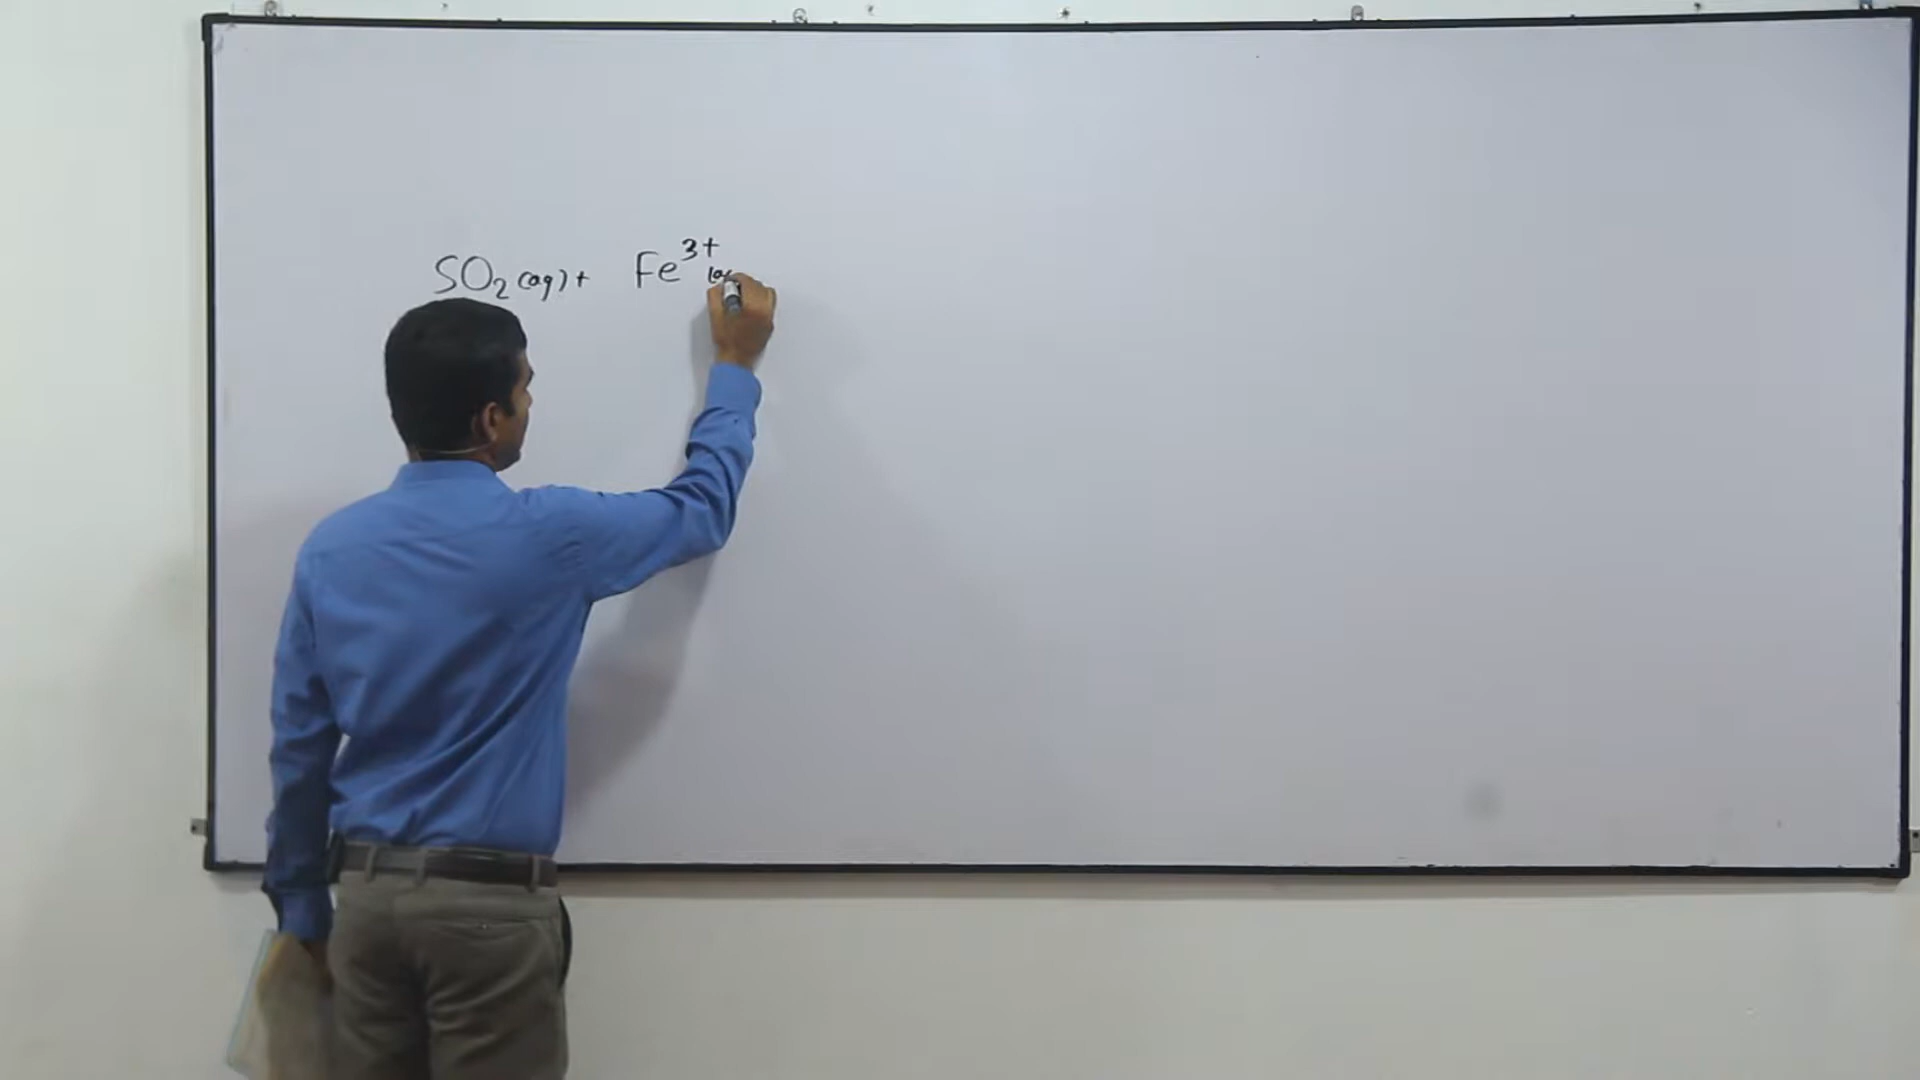 SO₂ (aq) + Fe³⁺